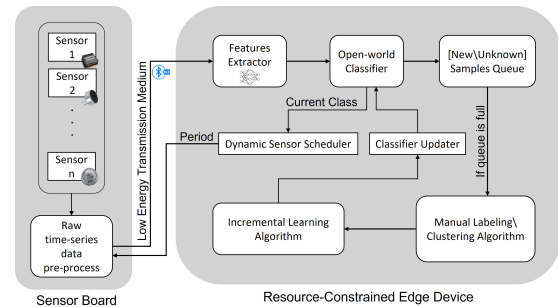 Sensor
1
Sensor
2
.
.
.
Sensor
n
Raw
time-series
data
pre-process
Sensor Board
Low Energy Transmission Medium
Features
Extractor
Open-world
Classifier
[New\Unknown]
Samples Queue
Current Class
If queue is full
Period
Dynamic Sensor Scheduler
Classifier Updater
Incremental Learning
Algorithm
Manual Labeling\
Clustering Algorithm
Resource-Constrained Edge Device